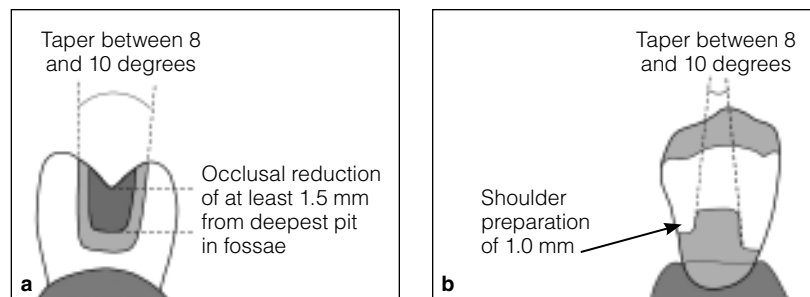 Taper between 8
and 10 degrees
Occlusal reduction
of at least 1.5 mm
from deepest pit
in fossae
a
Taper between 8
and 10 degrees
Shoulder
preparation
of 1.0 mm
b